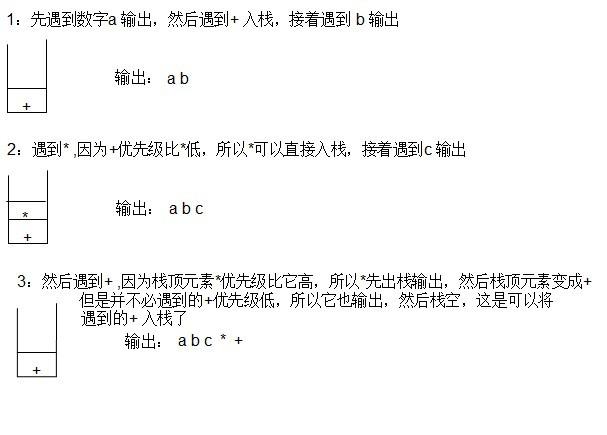 1：先遇到数字a 输出，然后遇到+ 入栈，接着遇到 b 输出
输出： a b
+
2：遇到* ,因为+优先级比*低，所以*可以直接入栈，接着遇到c 输出
输出： a b c
*
+
3：然后遇到+ ,因为栈顶元素*优先级比它高，所以*先出栈输出，然后栈顶元素变成+
但是并不必遇到的+优先级低，所以它也输出，然后栈空，这是可以将
遇到的+ 入栈了
输出： a b c * +
+